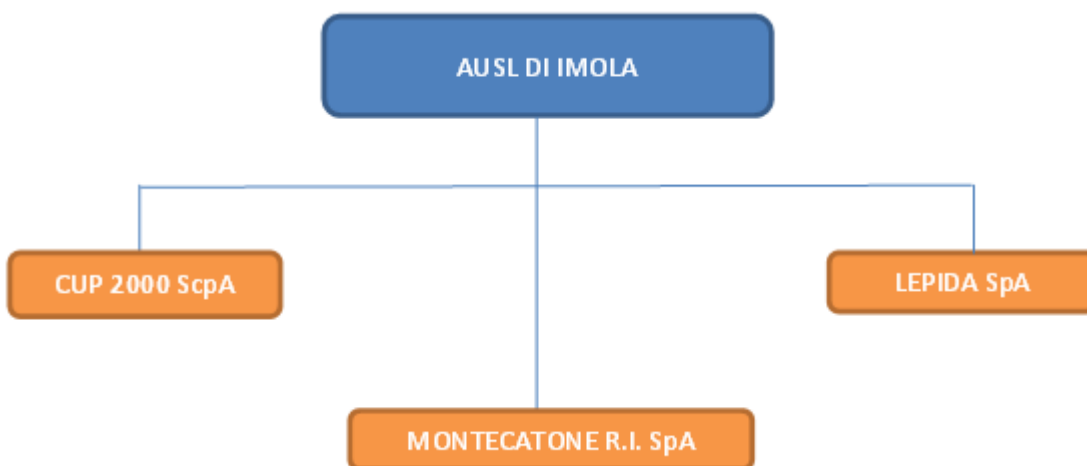 AUSL DI IMOLA
CUP 2000 ScpA
LEPIDA SpA
MONTECATONE R.I. SpA